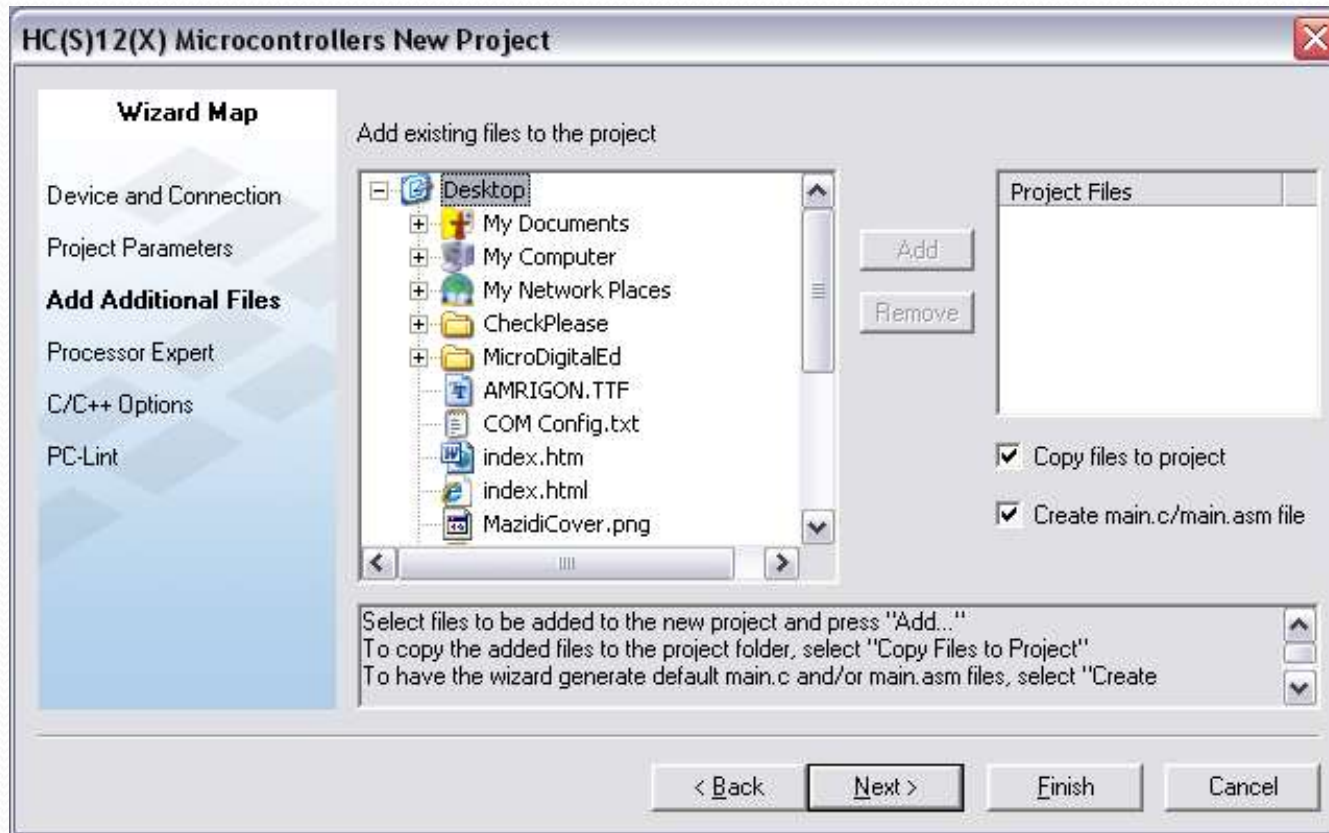 HC(S)12(X) Microcontrollers New Project
Wizard Map
Device and Connection
Project Parameters
Add Additional Files
Processor Expert
C/C++ Options
PC-Lint
Add existing files to the project
Desktop
My Documents
My Computer
My Network Places
CheckPlease
MicroDigitalEd
AMRIGON.TTF
COM Config.txt
index.htm
index.html
MazidiCover.png
Add
Remove
Project Files
Copy files to project
Create main.c/main.asm file
Select files to be added to the new project and press "Add..."
To copy the added files to the project folder, select "Copy Files to Project"
To have the wizard generate default main.c and/or main.asm files, select "Create
< Back
Next >
Finish
Cancel